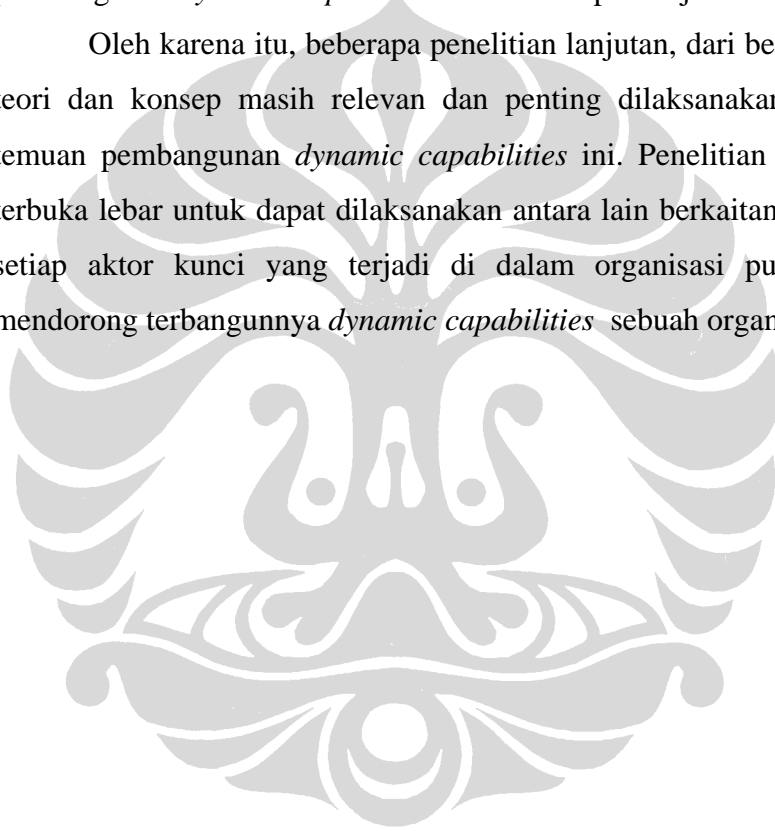 Oleh karena itu, beberapa penelitian lanjutan, dari be
teori dan konsep masih relevan dan penting dilaksanakan
temuan pembangunan dynamic capabilities ini. Penelitian
terbuka lebar untuk dapat dilaksanakan antara lain berkaitan
setiap aktor kunci yang terjadi di dalam organisasi pu
mendorong terbangunnya dynamic capabilities sebuah organ